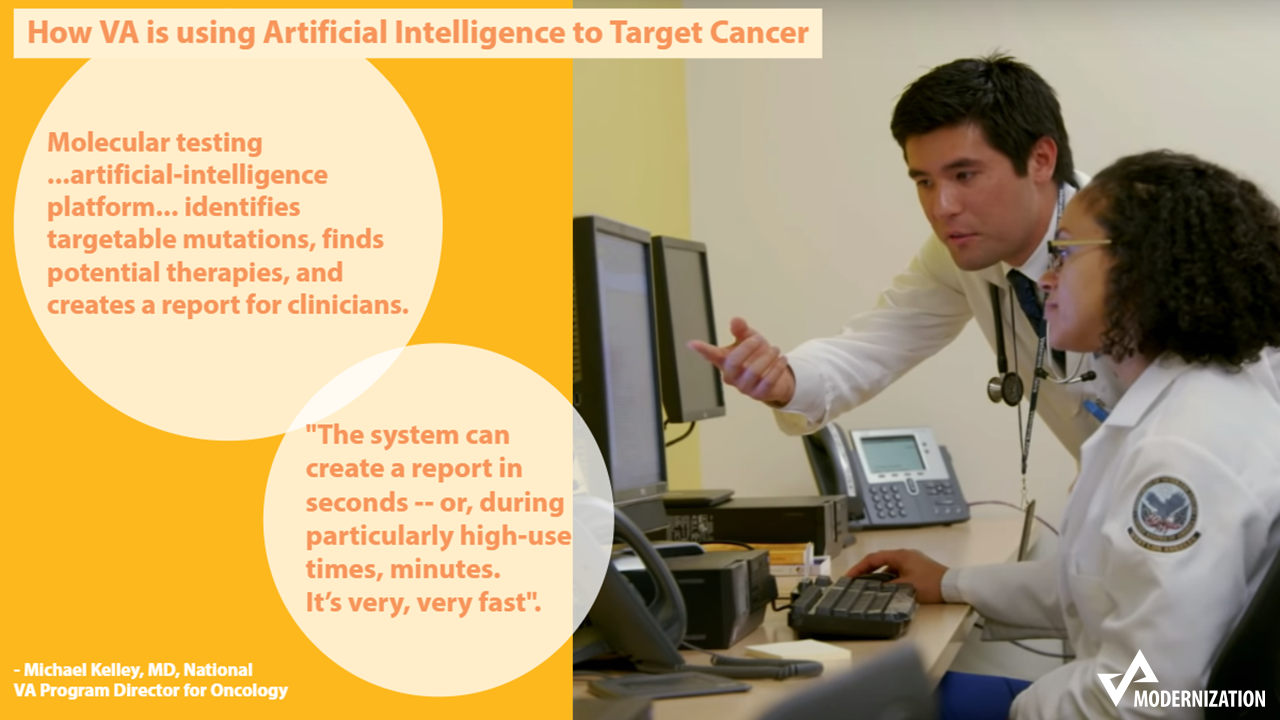 How VA is using Artificial Intelligence to Target Cancer
Molecular testing
...artificial-intelligence
platform... identifies
targetable mutations, finds
potential therapies, and
creates a report for clinicians.
"The system can
create a report in
seconds -- or, during
particularly high-use
times, minutes.
It’s very, very fast".
- Michael Kelley, MD, National
VA Program Director for Oncology
VA MODERNIZATION